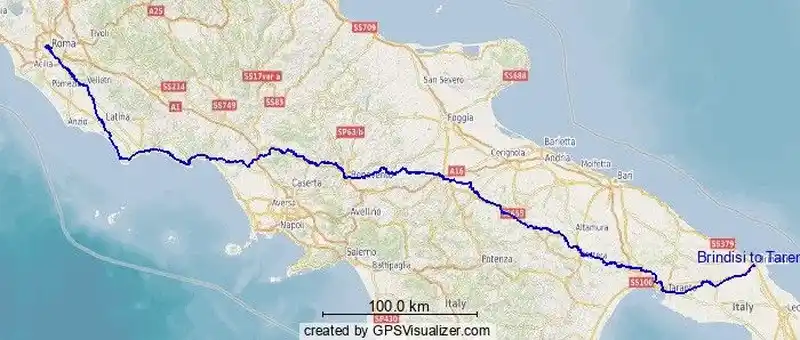 A25
SS709
Roma
Tivoli
Acilia
SS17ver a
San Severo
SS688
Pomezia
Velletri
SS214
A1
SS749
SS83
Anzio
Latina
SP63/b
Foggia
Barletta
Cerignola
Andria
Molfetta
Bari
Benevento
A16
Caserta
Aversa
Avellino
Napoli
Altamura
SS379
Salerno
Brindisi to Taren
Battipaglia
Potenza
SS106
Taranto
100.0 km
Italy
Italy
SP430
created by GPSVisualizer.com